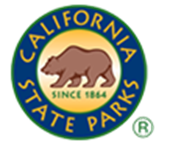 CALIFORNIA
SINCE 1864
STATE PARKS
®